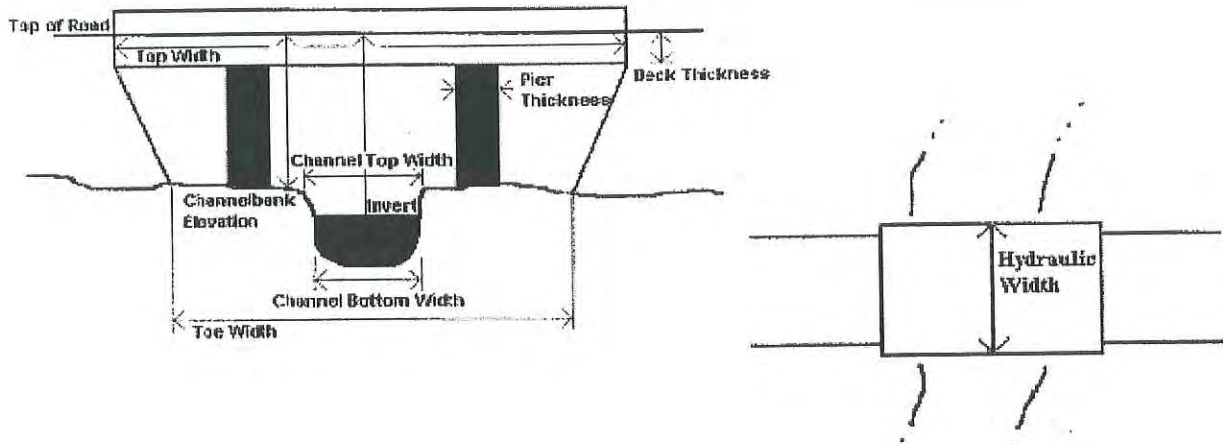 Top of Road
Top Width
Deck Thickness
Pier
Thickness
Channel Top Width
Channelbank
Elevation
Invert
Channel Bottom Width
Toe Width
Hydraulic
Width